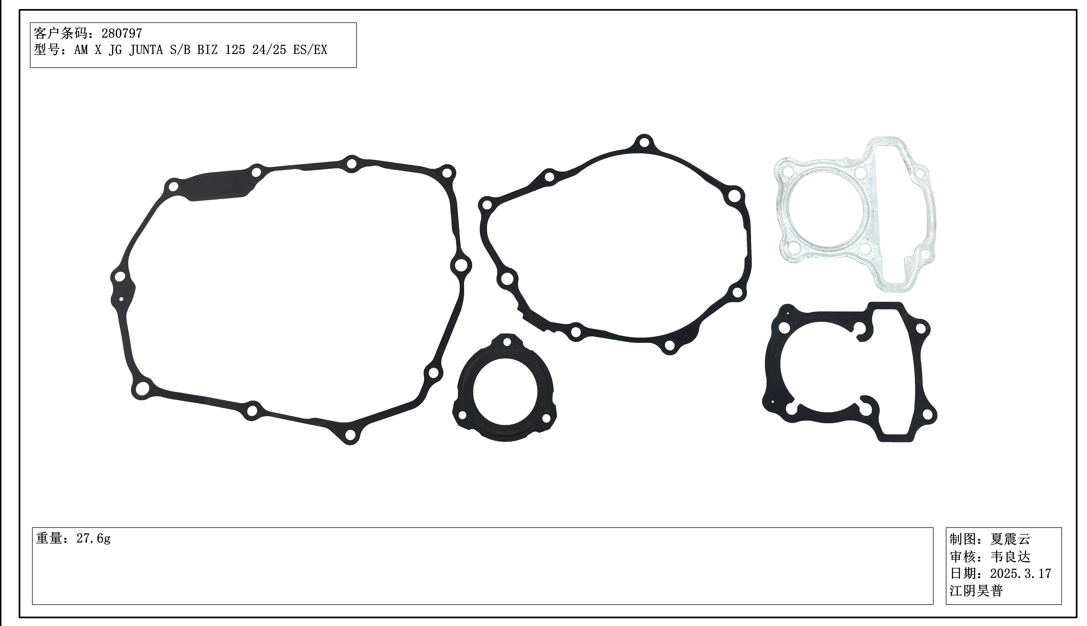 客户条码：280797
型号：AM X JG JUNTA S/B BIZ 125 24/25 ES/EX
重量：27.6g
制图：夏震云
审核：韦良达
日期：2025.3.17
江阴昊普